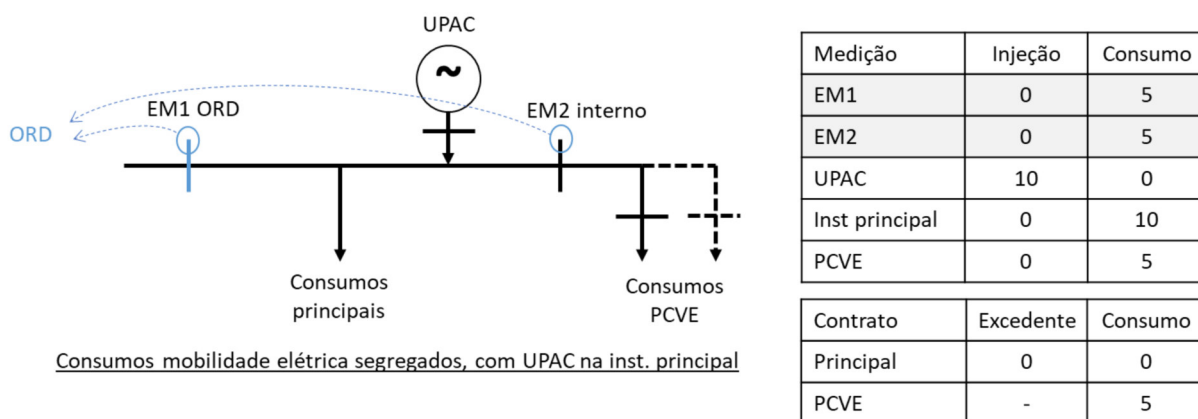 UPAC
~
EM1 ORD
EM2 interno
ORD
Consumos
principais
Consumos
PCVE
Consumos mobilidade elétrica segregados, com UPAC na inst. principal
Medição Injeção Consumo
EM1 0 5
EM2 0 5
UPAC 10 0
Inst principal 0 10
PCVE 0 5
Contrato Excedente Consumo
Principal 0 0
PCVE - 5